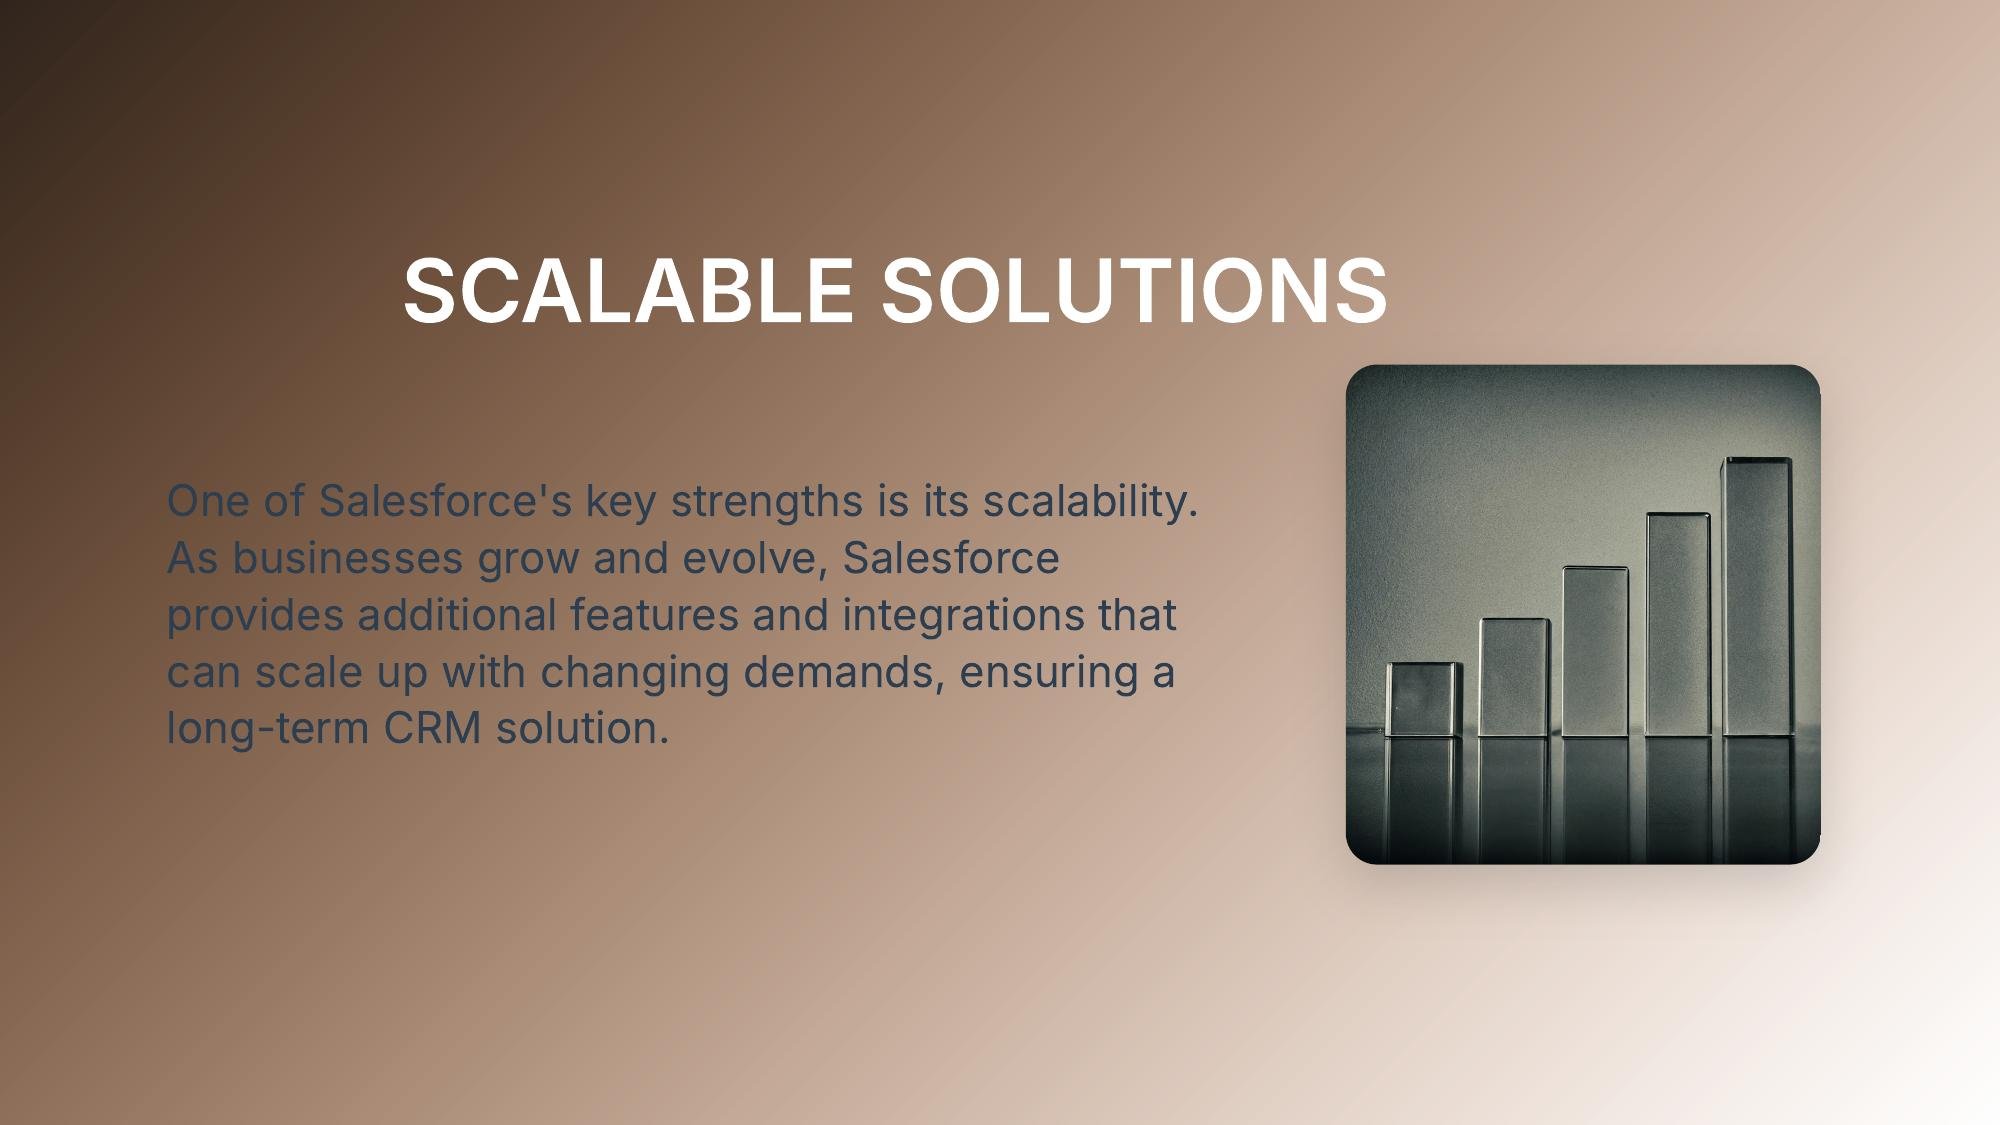 SCALABLE SOLUTIONS
One of Salesforce's key strengths is its scalability.
As businesses grow and evolve, Salesforce
provides additional features and integrations that
can scale up with changing demands, ensuring a
long-term CRM solution.